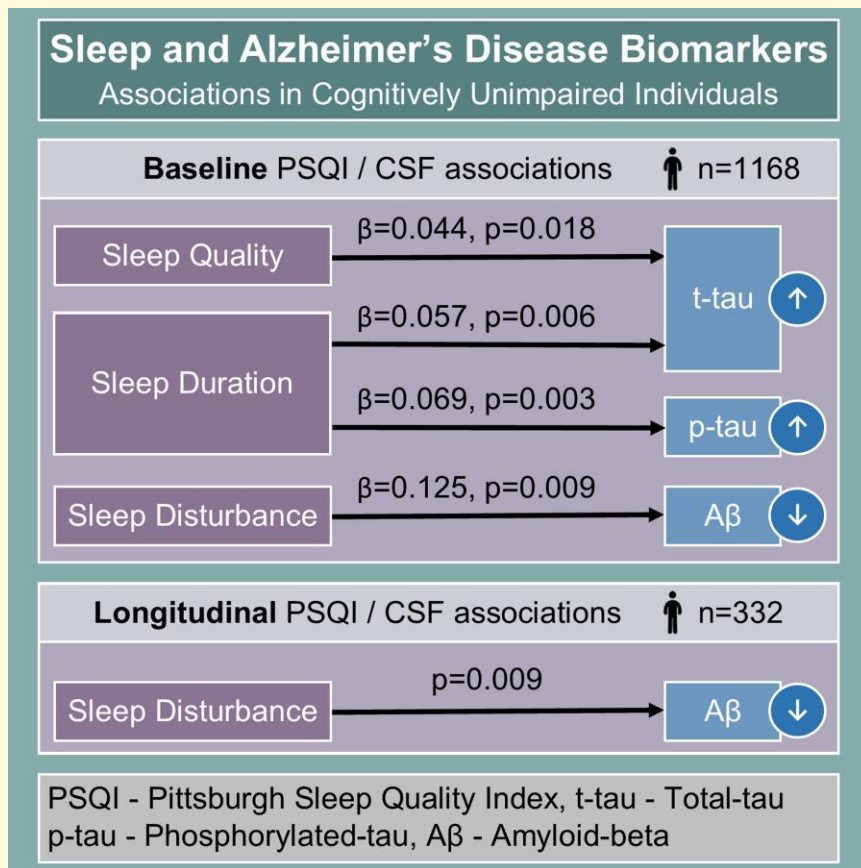 Sleep and Alzheimer's Disease Biomarkers
Associations in Cognitively Unimpaired Individuals
Baseline PSQI / CSF associations n=1168
Sleep Quality
β=0.044, p=0.018
t-tau
Sleep Duration
β=0.057, p=0.006
β=0.069, p=0.003
p-tau
Sleep Disturbance
β=0.125, p=0.009
Aβ
Longitudinal PSQI / CSF associations n=332
Sleep Disturbance
p=0.009
Aβ
PSQI - Pittsburgh Sleep Quality Index, t-tau - Total-tau
p-tau - Phosphorylated-tau, Aβ - Amyloid-beta